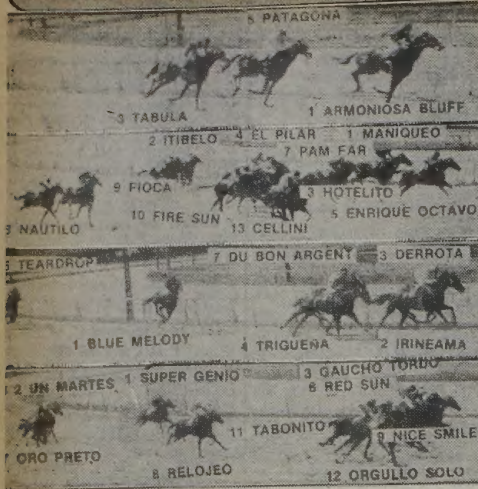 5 PATAGONA
3 TABULA 1 ARMONIOSA BLUFF
2 ITIBELO 4 EL PILAR 1 MANIQUEO
7 PAM FAR
9 FIOCA 3 HOTELITO
10 FIRE SUN 5 ENRIQUE OCTAVO
NAUTILO 13 CELLINI
TEARDROP 7 DU BON ARGENT 3 DERROTA
1 BLUE MELODY 4 TRIGUEÑA 2 IRINEAMA
2 UN MARTES 1 SUPER GENIO 3 GAUCHO TORDO
6 RED SUN
11 TABONITO 9 NICE SMILE
ORO PRETO
8 RELOJEO 12 ORGULLO SOLO